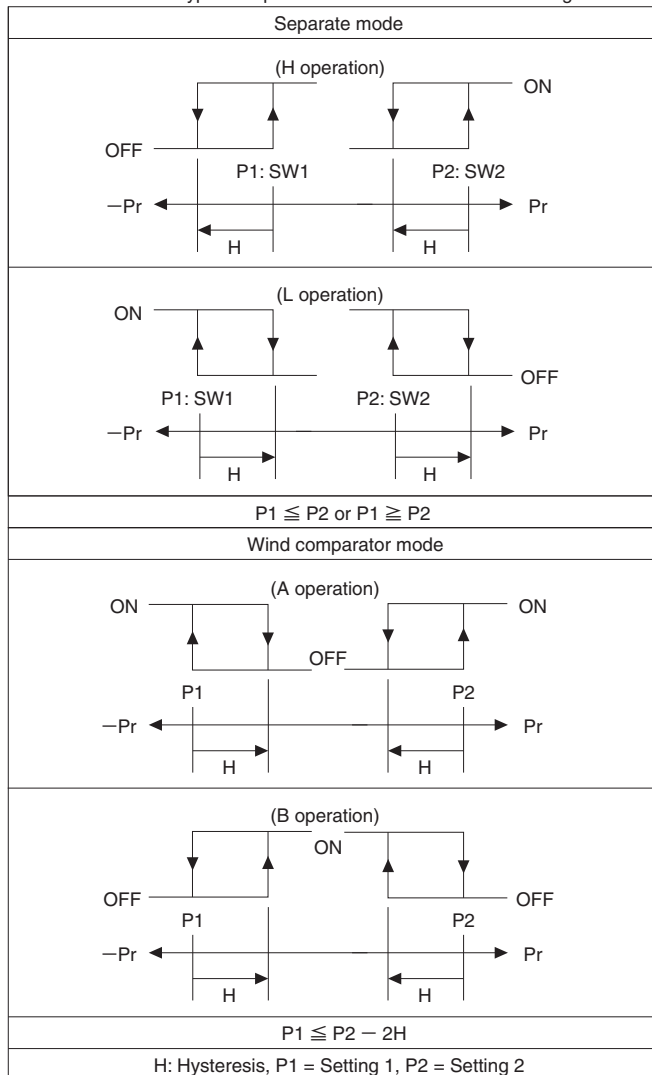 Separate mode
(H operation)
ON
OFF
P1: SW1 P2: SW2
−Pr Pr
H H
(L operation)
ON
OFF
P1: SW1 P2: SW2
−Pr Pr
H H
P1 ≦ P2 or P1 ≧ P2
Wind comparator mode
(A operation)
ON ON
OFF
P1 P2
−Pr Pr
H H
(B operation)
ON
OFF OFF
P1 P2
−Pr Pr
H H
P1 ≦ P2 − 2H
H: Hysteresis, P1 = Setting 1, P2 = Setting 2